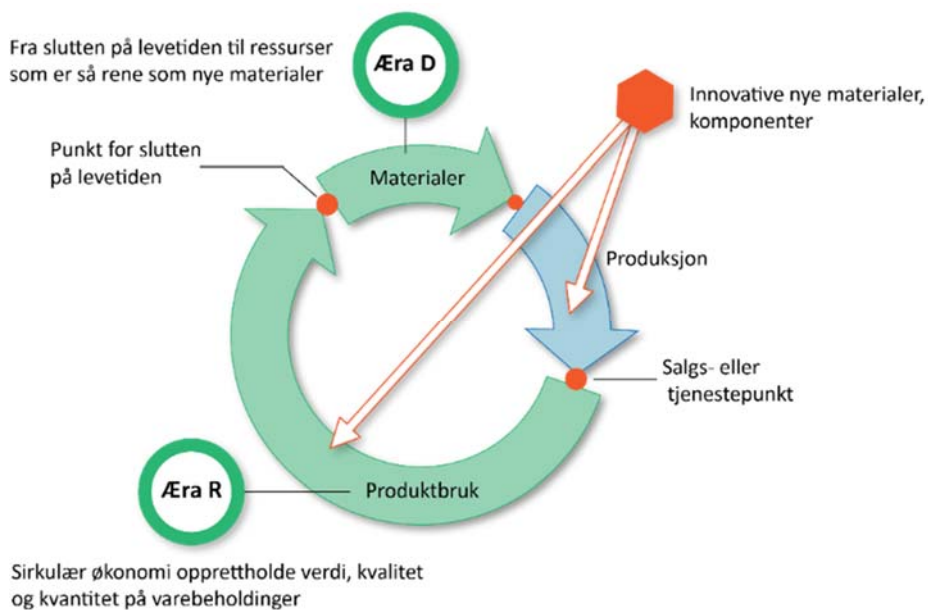 Fra slutten på levetiden til ressurser
som er så rene som nye materialer
Æra D
Innovative nye materialer,
komponenter
Punkt for slutten
på levetiden
Materialer
Produksjon
Salgs- eller
tjenestepunkt
Æra R
Produktbruk
Sirkulær økonomi opprettholde verdi, kvalitet
og kvantitet på varebeholdinger